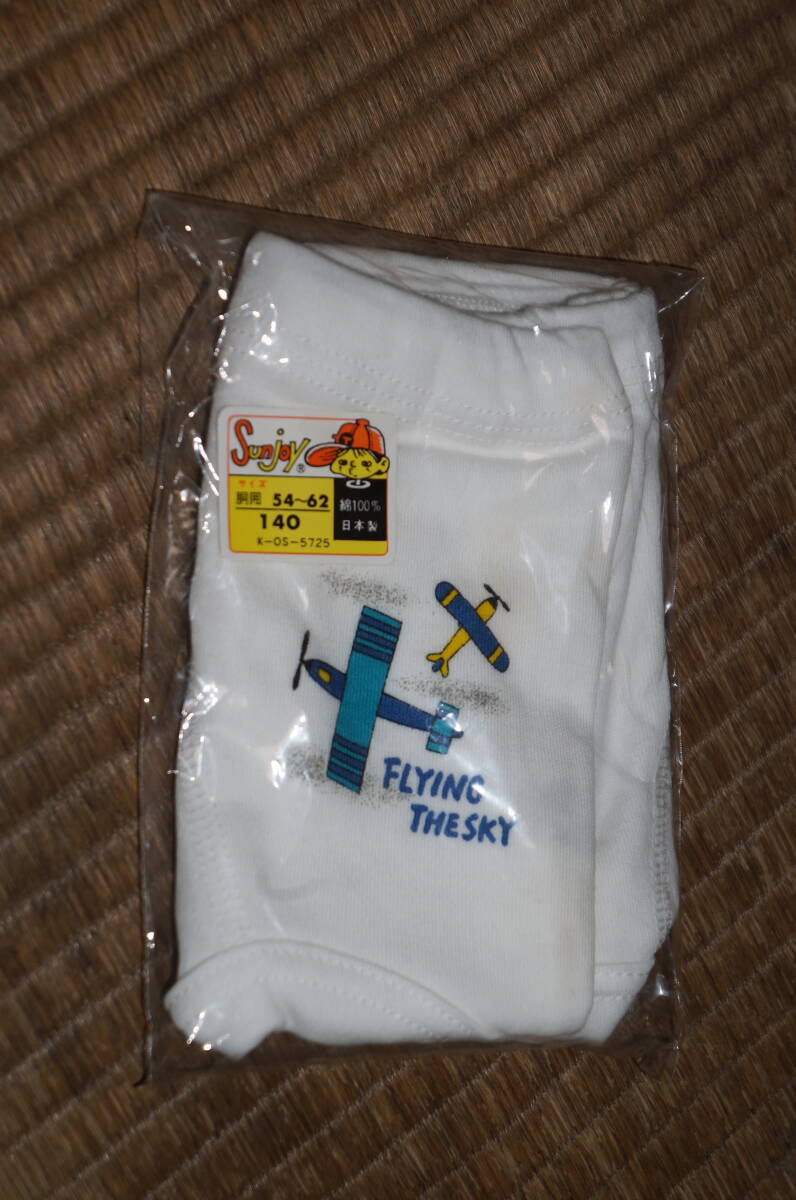 Sunjoy®
サイズ
胴囲 54~62
140
K-OS-5725
綿100%
日本製
FLYING
THESKY